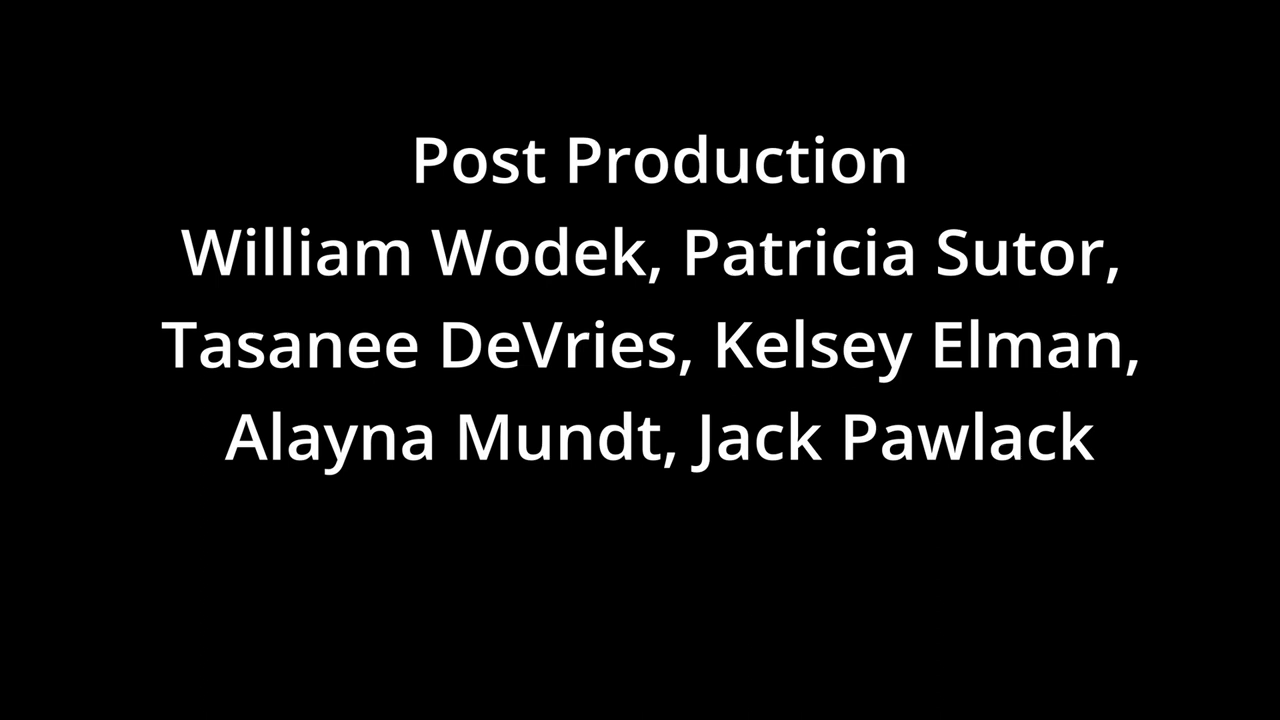 Post Production
William Wodek, Patricia Sutor,
Tasanee DeVries, Kelsey Elman,
Alayna Mundt, Jack Pawlack